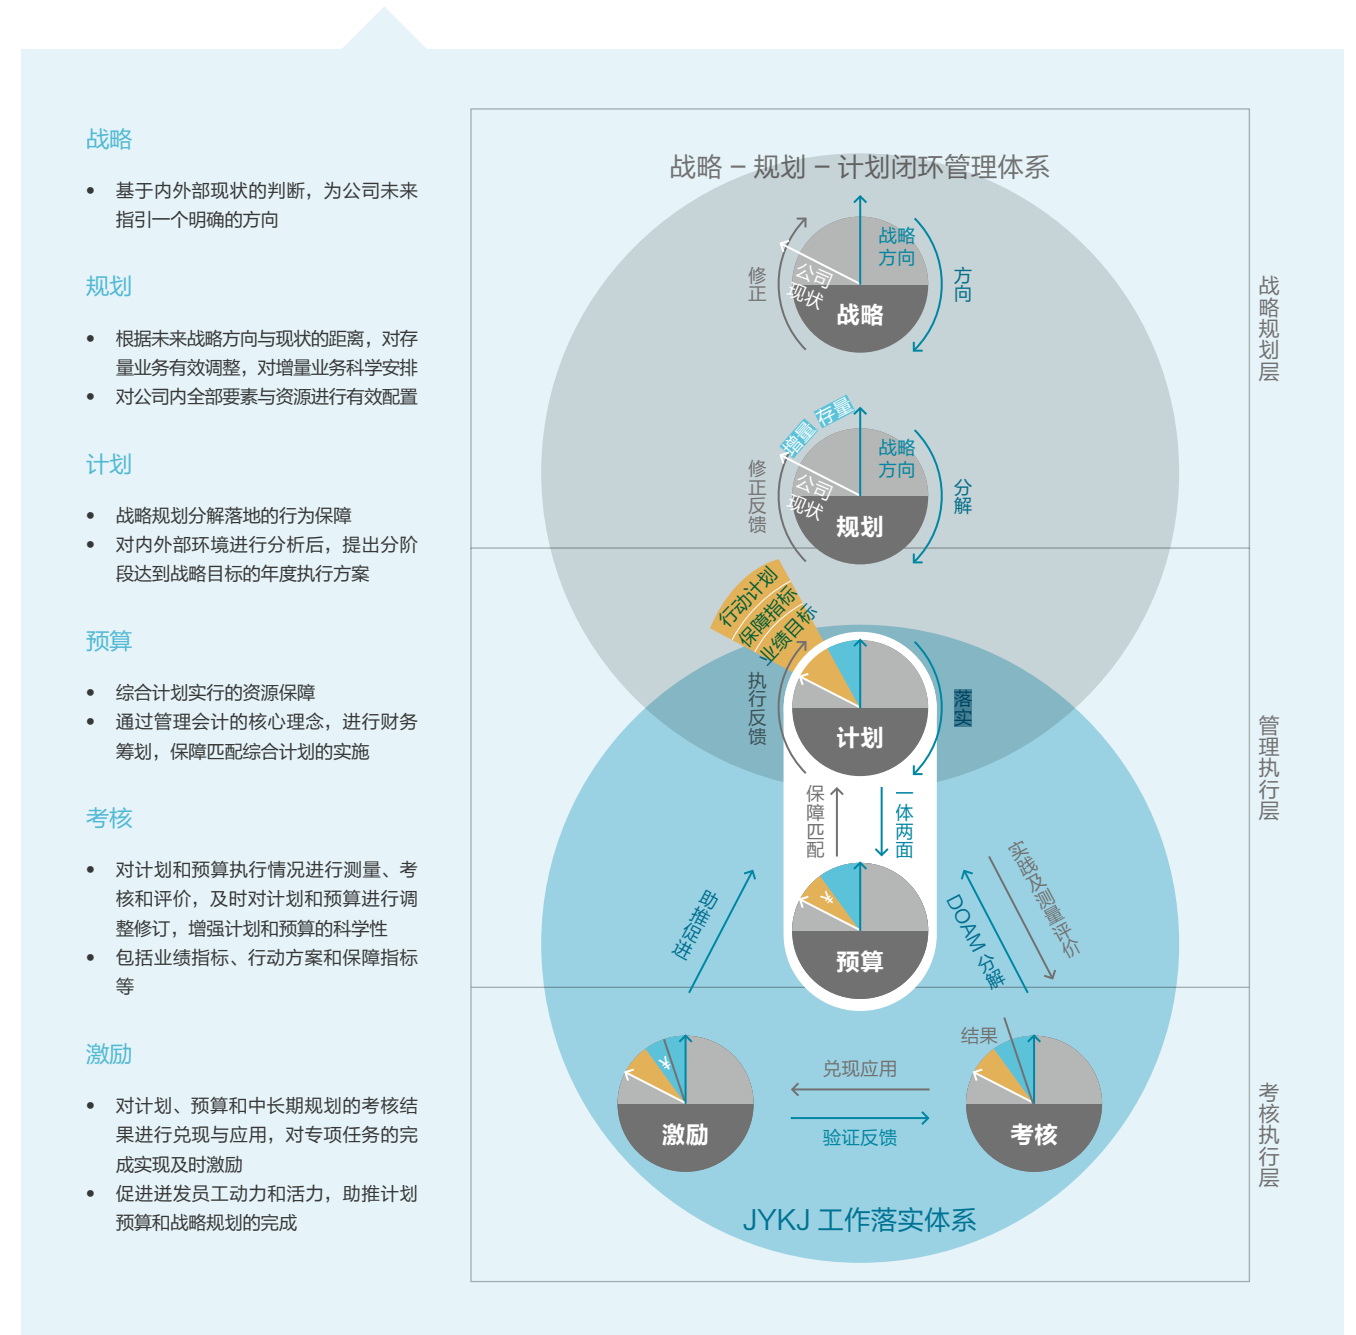 战略
• 基于内外部现状的判断，为公司未来
指引一个明确的方向
规划
• 根据未来战略方向与现状的距离，对存
量业务有效调整，对增量业务科学安排
• 对公司内全部要素与资源进行有效配置
计划
• 战略规划分解落地的行为保障
• 对内外部环境进行分析后，提出分阶
段达到战略目标的年度执行方案
预算
• 综合计划实行的资源保障
• 通过管理会计的核心理念，进行财务
筹划，保障匹配综合计划的实施
考核
• 对计划和预算执行情况进行测量、考
核和评价，及时对计划和预算进行调
整修订，增强计划和预算的科学性
• 包括业绩指标、行动方案和保障指标
等
激励
• 对计划、预算和中长期规划的考核结
果进行兑现与应用，对专项任务的完
成实现及时激励
• 促进迸发员工动力和活力，助推计划
预算和战略规划的完成
战略 – 规划 – 计划闭环管理体系
修正
公司
现状
战略
方向
战略
方向
战略规划层
增量
存量
修正反馈
公司
现状
战略
方向
规划
分解
行动计划
保障指标
业绩目标
执行反馈
计划
落实
管理执行层
保障匹配
一体两面
助推促进
预算
DOAM 分解
实践及测量评价
激励
兑现应用
验证反馈
结果
考核
考核执行层
JYKJ 工作落实体系